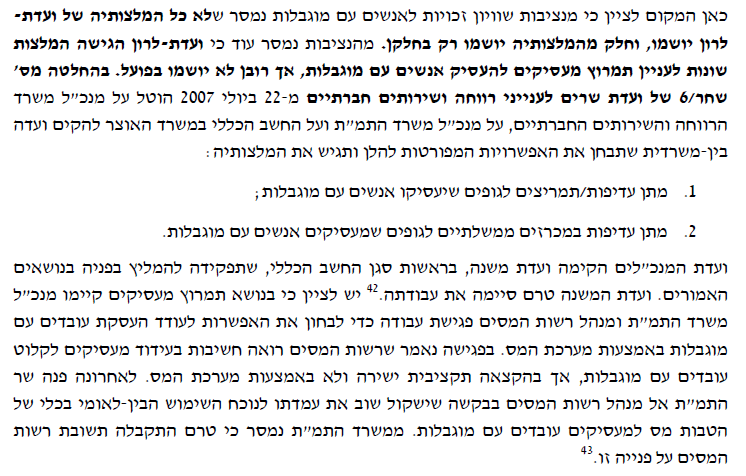 כאן המקום לציין כי מנציבות שוויון זכויות לאנשים עם מוגבלות נמסר שלא כל המלצותיה של ועדת-
לרון יושמו, וחלק מהמלצותיה יושמו רק בחלקן. מהנציבות נמסר עוד כי ועדת-לרון הגישה המלצות
שונות לעניין תמרוץ מעסיקים להעסיק אנשים עם מוגבלות, אך רובן לא יושמו בפועל. בהחלטה מס'
שחר/6 של ועדת שרים לענייני רווחה ושירותים חברתיים מ-22 ביולי 2007 הוטל על מנכ"ל משרד
הרווחה והשירותים החברתיים, על מנכ"ל משרד התמ"ת ועל החשב הכללי במשרד האוצר להקים ועדה
בין-משרדית שתבחן את האפשרויות המפורטות להלן ותגיש את המלצותיה:
1. מתן עדיפות/תמריצים לגופים שיעסיקו אנשים עם מוגבלות;
2. מתן עדיפות במכרזים ממשלתיים לגופים שמעסיקים אנשים עם מוגבלות.
ועדת המנכ"לים הקימה ועדת משנה, בראשות סגן החשב הכללי, שתפקידה להמליץ בפניה בנושאים
האמורים. ועדת המשנה טרם סיימה את עבודתה.42 יש לציין כי בנושא תמרוץ מעסיקים קיימו מנכ"ל
משרד התמ"ת ומנהל רשות המסים פגישת עבודה כדי לבחון את האפשרות לעודד העסקת עובדים עם
מוגבלות באמצעות מערכת המס. בפגישה נאמר שרשות המסים רואה חשיבות בעידוד מעסיקים לקלוט
עובדים עם מוגבלות, אך בהקצאה תקציבית ישירה ולא באמצעות מערכת המס. לאחרונה פנה שר
התמ"ת אל מנהל רשות המסים בבקשה שישקול שוב את עמדתו לנוכח השימוש הבין-לאומי בכלי של
הטבות מס למעסיקים עובדים עם מוגבלות. ממשרד התמ"ת נמסר כי טרם התקבלה תשובת רשות
המסים על פנייה זו.43